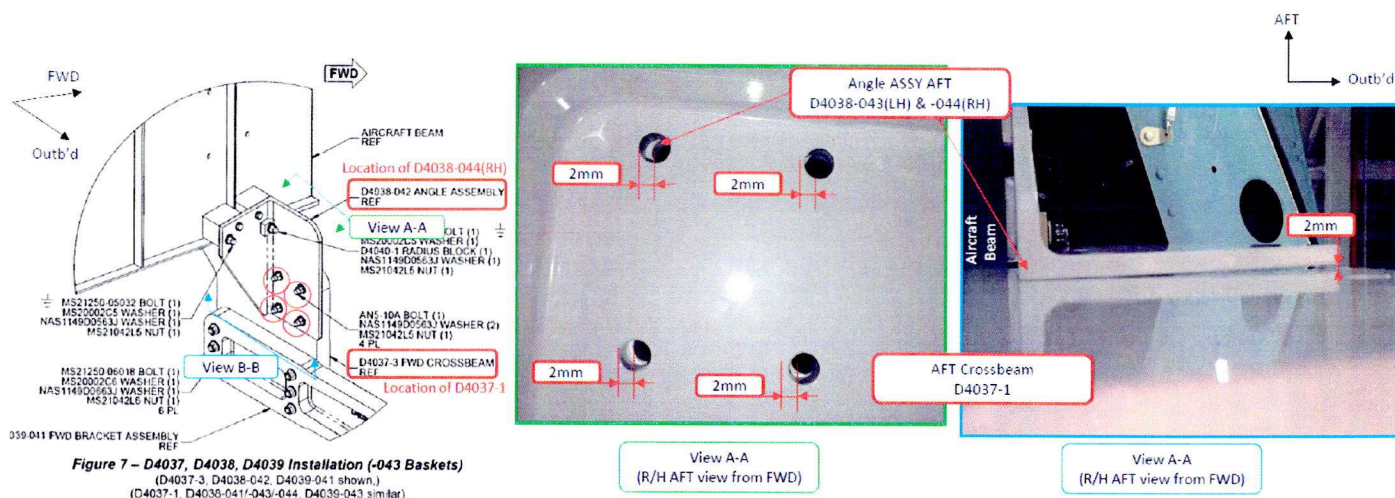 FWD
Outb'd
FWD
AIRCRAFT BEAM
REF
Location of D4038-044(RH)
D4038-042 ANGLE ASSEMBLY
REF
View A-A
BOLT (1)
MS20002C5 WASHER (1)
D4040-1 RADIUS BLOCK (1)
NAS1149D0563J WASHER (1)
MS21042L5 NUT (1)
MS21250-05032 BOLT (1)
MS20002C5 WASHER (1)
NAS1149D0563J WASHER (1)
MS21042L5 NUT (1)
AN5-10A BOLT (1)
NAS1149D0563J WASHER (2)
MS21042L5 NUT (1)
4 PL
D4037-3 FWD CROSSBEAM
REF
Location of D4037-1
View B-B
MS21250-06018 BOLT (1)
MS20002C6 WASHER (1)
NAS1149D0663J WASHER (1)
MS21042L6 NUT (1)
6 PL
039-041 FWD BRACKET ASSEMBLY
REF
Figure 7 – D4037, D4038, D4039 Installation (-043 Baskets)
(D4037-3, D4038-042, D4039-041 shown,)
(D4037-1, D4038-041/-043/-044, D4039-043 similar)
Angle ASSY AFT
D4038-043(LH) & -044(RH)
2mm
2mm
2mm
2mm
View A-A
(R/H AFT view from FWD)
AFT
Outb'd
Aircraft
Beam
2mm
AFT Crossbeam
D4037-1
View A-A
(R/H AFT view from FWD)